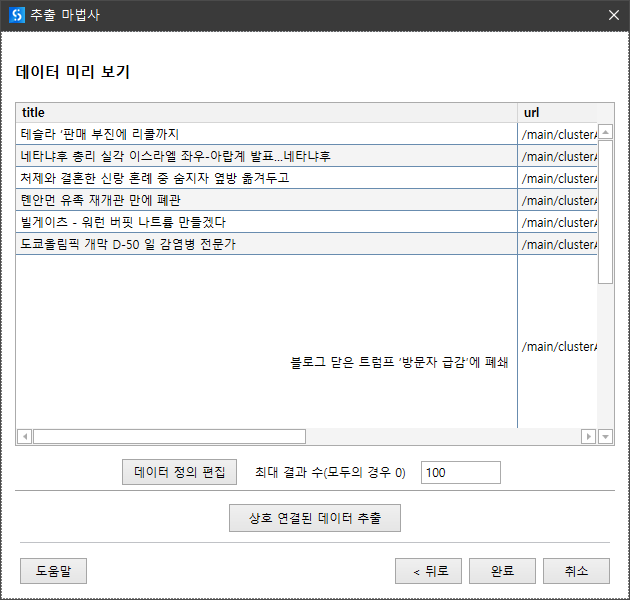 추출 마법사
데이터 미리 보기
title url
테슬라 '판매 부진에 리콜까지 /main/clusterA
네타냐후 총리 실각 이스라엘 좌우-아랍계 발표...네타냐후 /main/clusterA
처제와 결혼한 신랑 혼례 중 숨지자 옆방 옮겨두고 /main/clusterA
톈안먼 유족 재개관 만에 폐관 /main/clusterA
빌게이츠 - 워런 버핏 나트륨 만들겠다 /main/clusterA
도쿄올림픽 개막 D-50 일 감염병 전문가 /main/clusterA
블로그 닫은 트럼프 '방문자 급감'에 폐쇄 /main/clusterA
데이터 정의 편집 최대 결과 수(모두의 경우 0) 100
상호 연결된 데이터 추출
도움말 < 뒤로 완료 취소